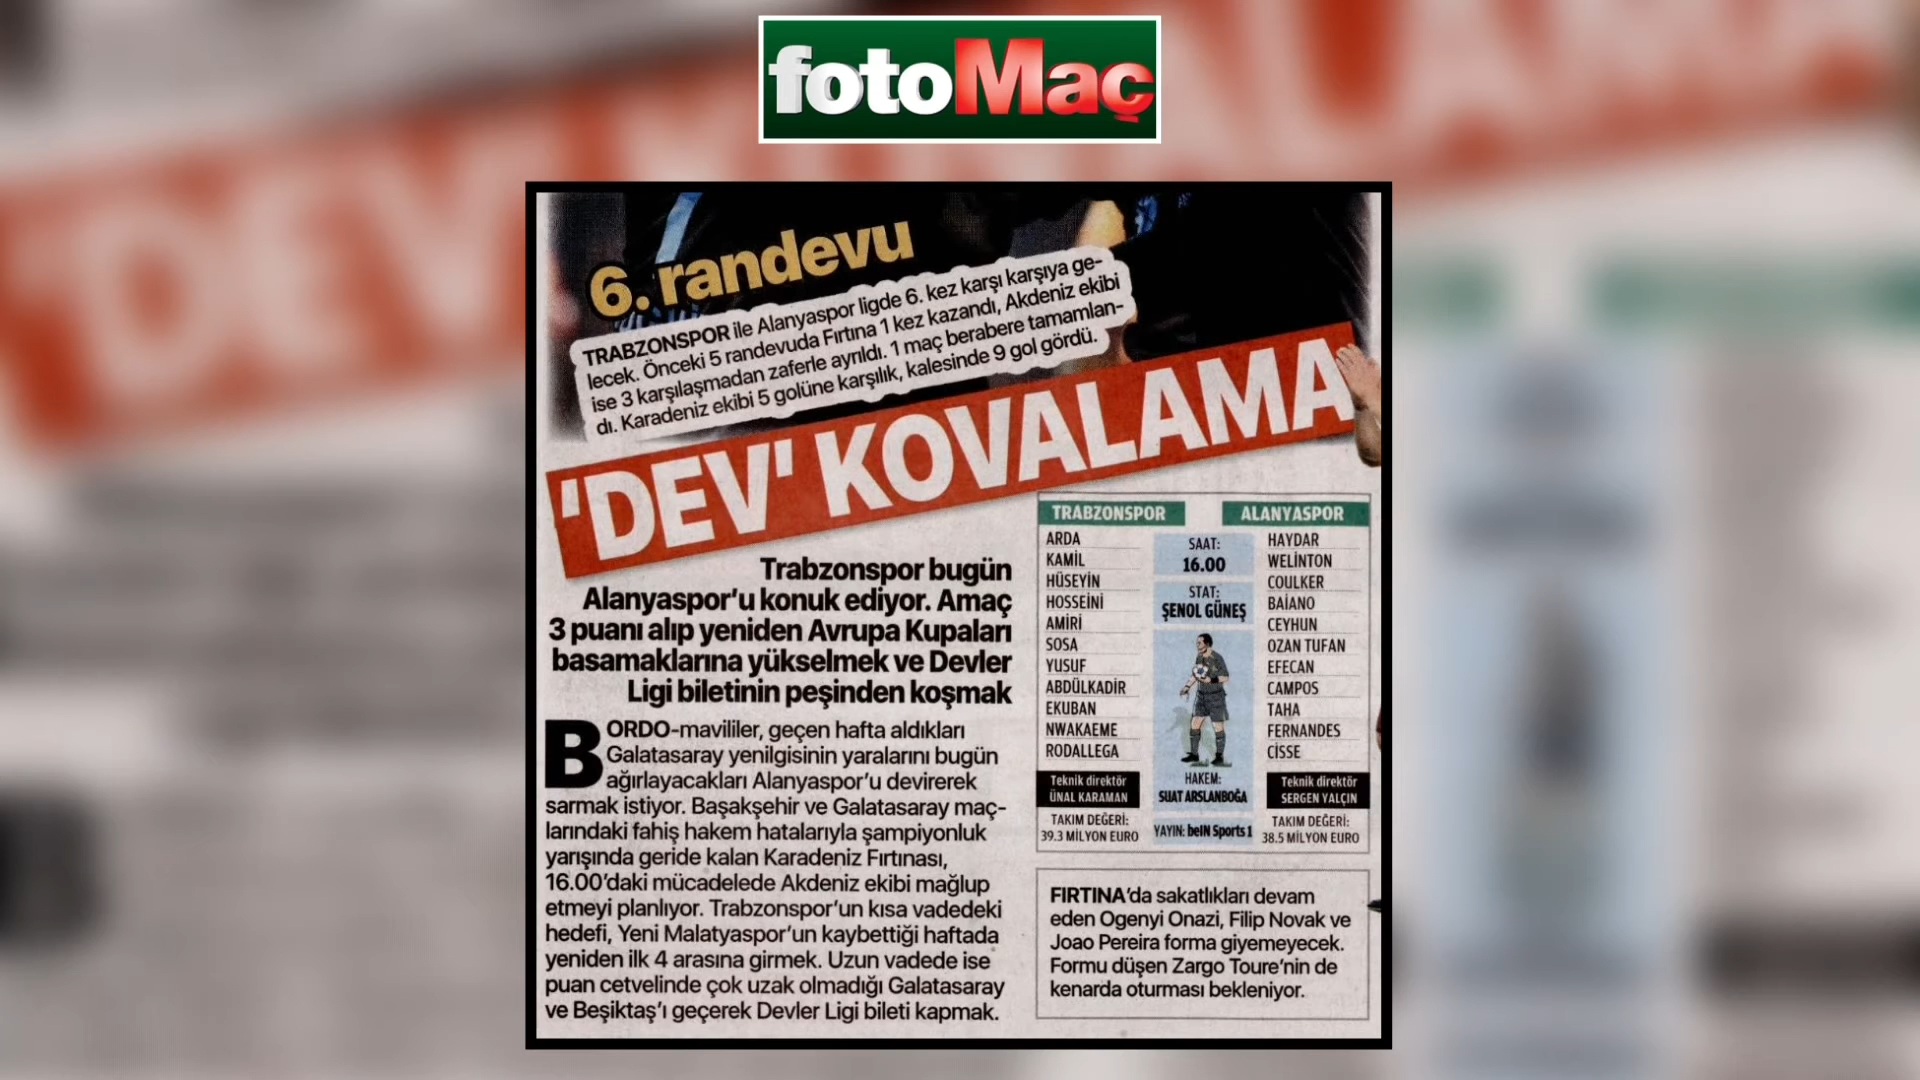 fotoMaç
6. randevu
TRABZONSPOR ile Alanyaspor ligde 6. kez karşı karşıya ge-
lecek. Önceki 5 randevuda Fırtına 1 kez kazandı, Akdeniz ekibi
ise 3 karşılaşmadan zaferle ayrıldı. 1 maç berabere tamamlan-
dı. Karadeniz ekibi 5 golüne karşılık, kalesinde 9 gol gördü.
'DEV' KOVALAMA
Trabzonspor bugün
Alanyaspor'u konuk ediyor. Amaç
3 puanı alıp yeniden Avrupa Kupaları
basamaklarına yükselmek ve Devler
Ligi biletinin peşinden koşmak
BORDO-mavililer, geçen hafta aldıkları
Galatasaray yenilgisinin yaralarını bugün
ağırlayacakları Alanyaspor'u devirerek
sarmak istiyor. Başakşehir ve Galatasaray maç-
larındaki fahiş hakem hatalarıyla şampiyonluk
yarışında geride kalan Karadeniz Fırtınası,
16.00'daki mücadelede Akdeniz ekibi mağlup
etmeyi planlıyor. Trabzonspor'un kısa vadedeki
hedefi, Yeni Malatyaspor'un kaybettiği haftada
yeniden ilk 4 arasına girmek. Uzun vadede ise
puan cetvelinde çok uzak olmadığı Galatasaray
ve Beşiktaş'ı geçerek Devler Ligi bileti kapmak.
TRABZONSPOR
ARDA
KAMİL
HÜSEYİN
HOSSEİNİ
AMİRİ
SOSA
YUSUF
ABDÜLKADİR
EKUBAN
NWAKAEME
RODALLEGA
Teknik direktör
ÜNAL KARAMAN
TAKIM DEĞERİ:
39.3 MİLYON EURO
SAAT:
16.00
STAT:
ŞENOL GÜNEŞ
HAKEM:
SUAT ARSLANBOĞA
YAYIN: beIN Sports 1
ALANYASPOR
HAYDAR
WELİNTON
COULKER
BAİANO
CEYHUN
OZAN TUFAN
EFECAN
CAMPOS
TAHA
FERNANDES
CİSSE
Teknik direktör
SERGEN YALÇIN
TAKIM DEĞERİ:
38.5 MİLYON EURO
FIRTINA'da sakatlıkları devam
eden Ogenyi Onazi, Filip Novak ve
Joao Pereira forma giyemeyecek.
Formu düşen Zargo Toure'nin de
kenarda oturması bekleniyor.